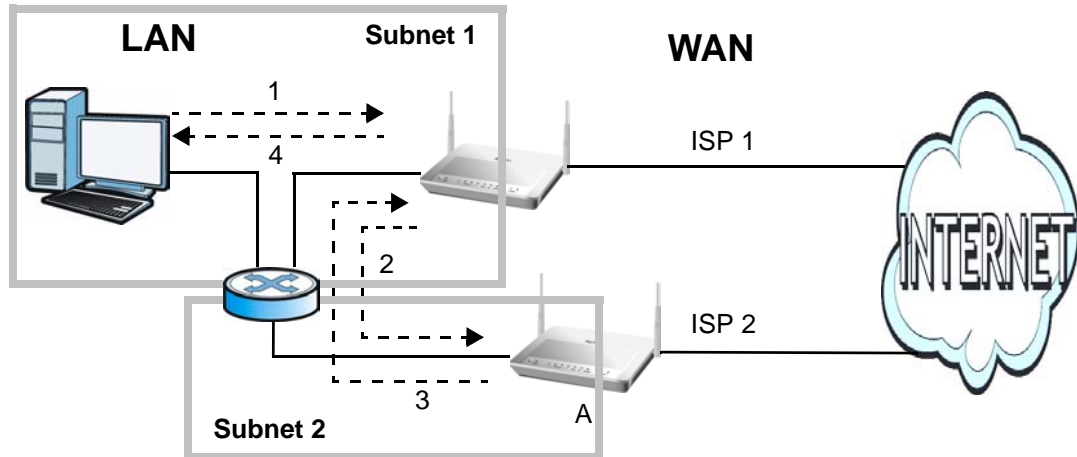 LAN
Subnet 1
WAN
1
4
ISP 1
2
INTERNET
ISP 2
3
A
Subnet 2